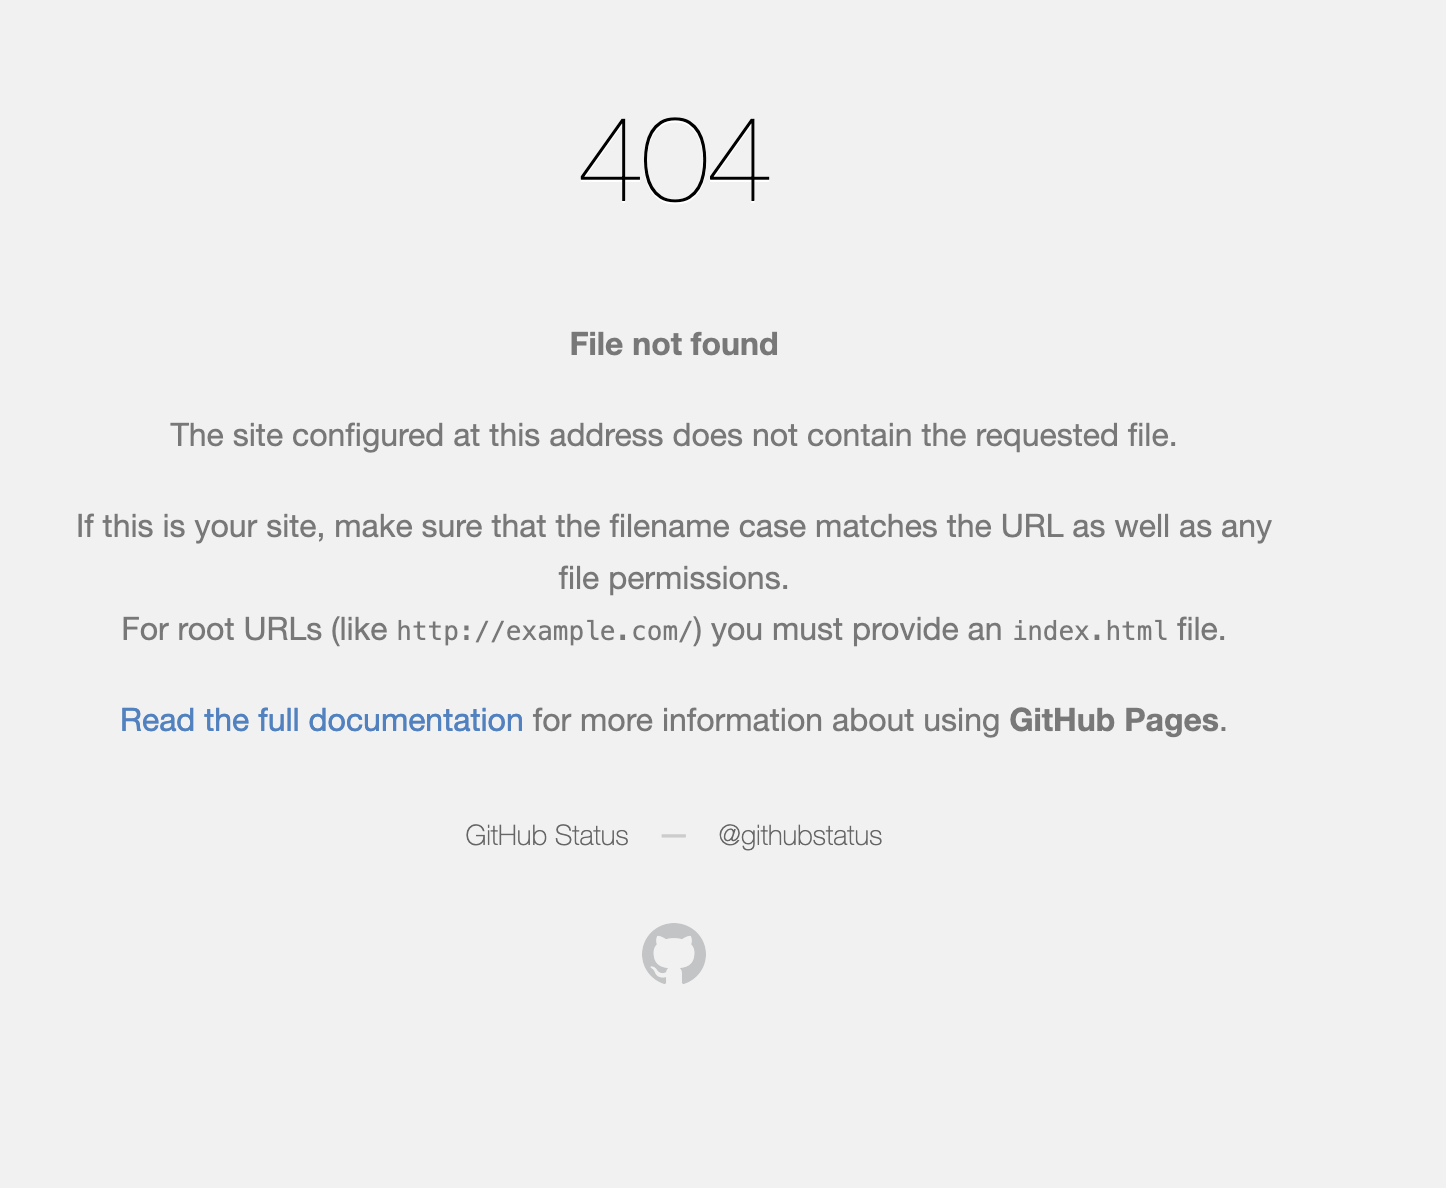 404
File not found
The site configured at this address does not contain the requested file.
If this is your site, make sure that the filename case matches the URL as well as any
file permissions.
For root URLs (like http://example.com/) you must provide an index.html file.
Read the full documentation for more information about using GitHub Pages.
GitHub Status — @githubstatus